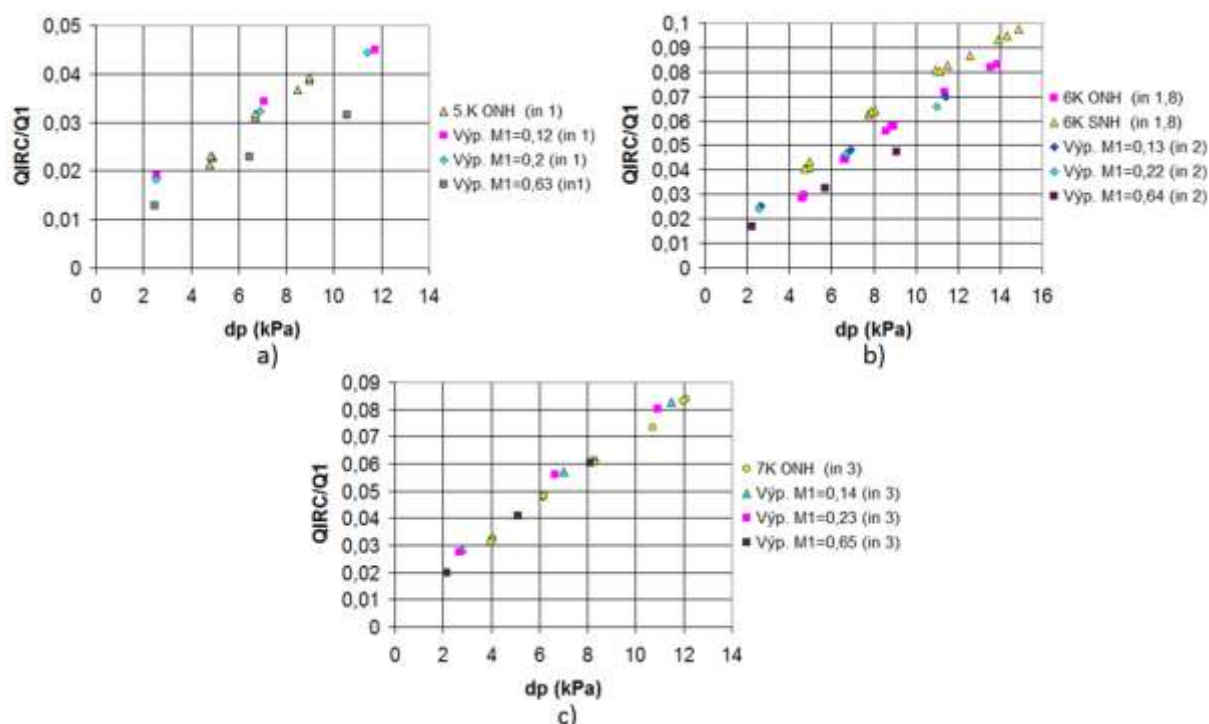 0,05
0,04
0,03
0,02
0,01
0
QIRC/Q1
0 2 4 6 8 10 12 14
dp (kPa)
a)
5 K ONH (in 1)
Výp. M1=0,12 (in 1)
Výp. M1=0,2 (in 1)
Výp. M1=0,63 (in1)
0,1
0,09
0,08
0,07
0,06
0,05
0,04
0,03
0,02
0,01
0
QIRC/Q1
0 2 4 6 8 10 12 14 16
dp (kPa)
b)
6K ONH (in 1,8)
6K SNH (in 1,8)
Výp. M1=0,13 (in 2)
Výp. M1=0,22 (in 2)
Výp. M1=0,64 (in 2)
0,09
0,08
0,07
0,06
0,05
0,04
0,03
0,02
0,01
0
QIRC/Q1
0 2 4 6 8 10 12 14
dp (kPa)
c)
7K ONH (in 3)
Výp. M1=0,14 (in 3)
Výp. M1=0,23 (in 3)
Výp. M1=0,65 (in 3)